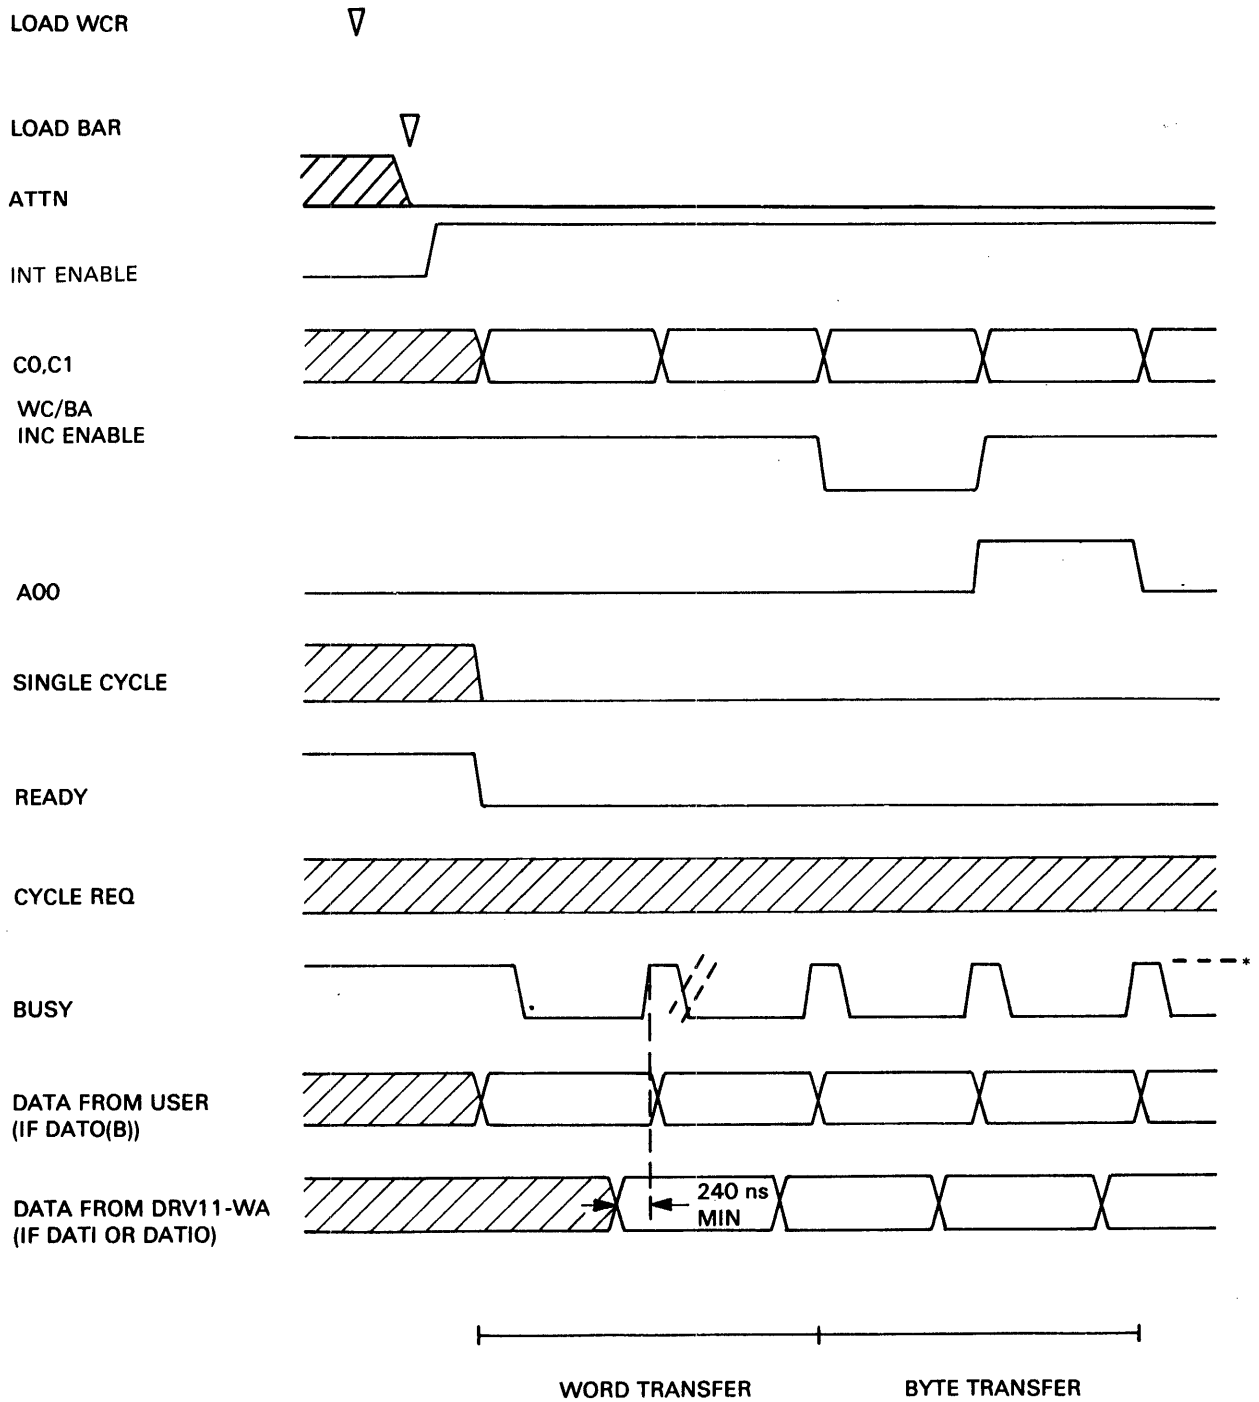 LOAD WCR
LOAD BAR
ATTN
INT ENABLE
C0,C1
WC/BA
INC ENABLE
A00
SINGLE CYCLE
READY
CYCLE REQ
BUSY
*
DATA FROM USER
(IF DATO(B))
DATA FROM DRV11-WA
(IF DATI OR DATIO)
240 ns
MIN
WORD TRANSFER
BYTE TRANSFER